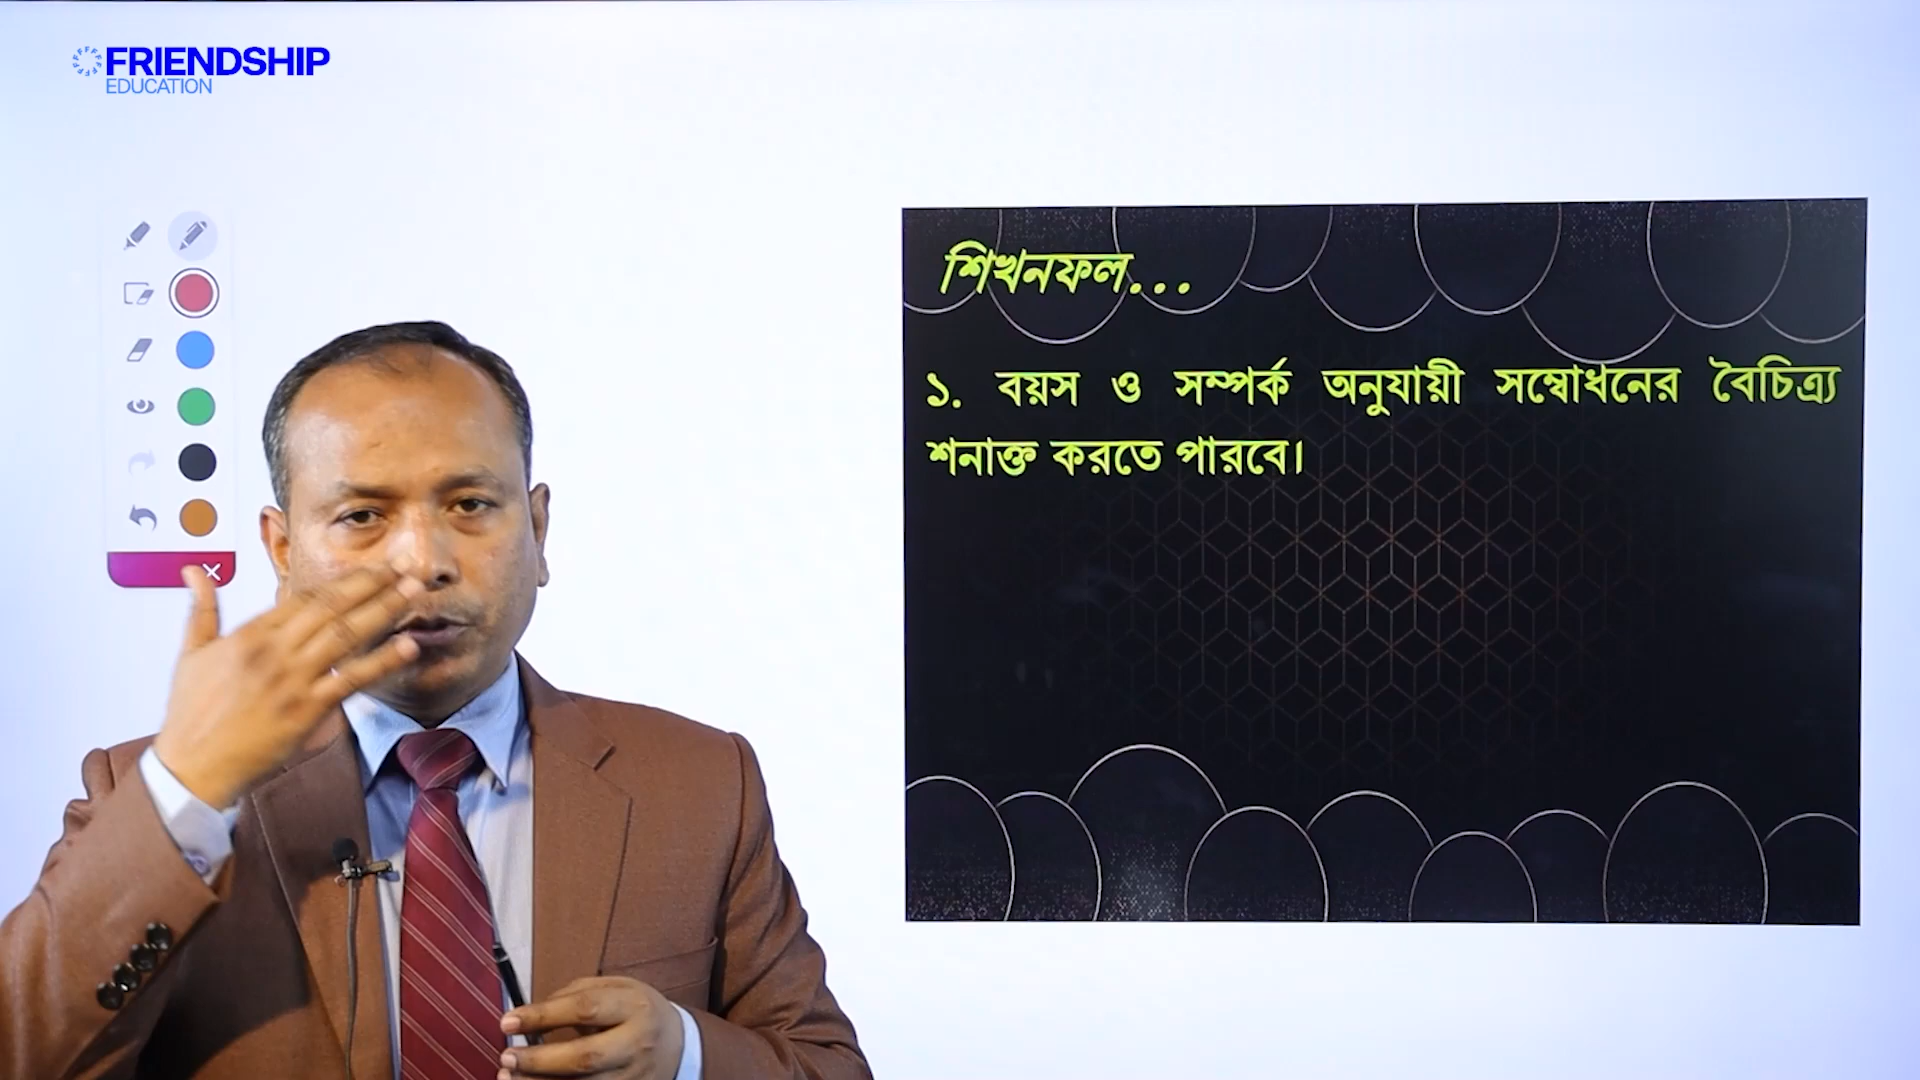 FRIENDSHIP
EDUCATION
শিখনফল...
১. বয়স ও সম্পর্ক অনুযায়ী সম্বোধনের বৈচিত্র্য
শনাক্ত করতে পারবে।